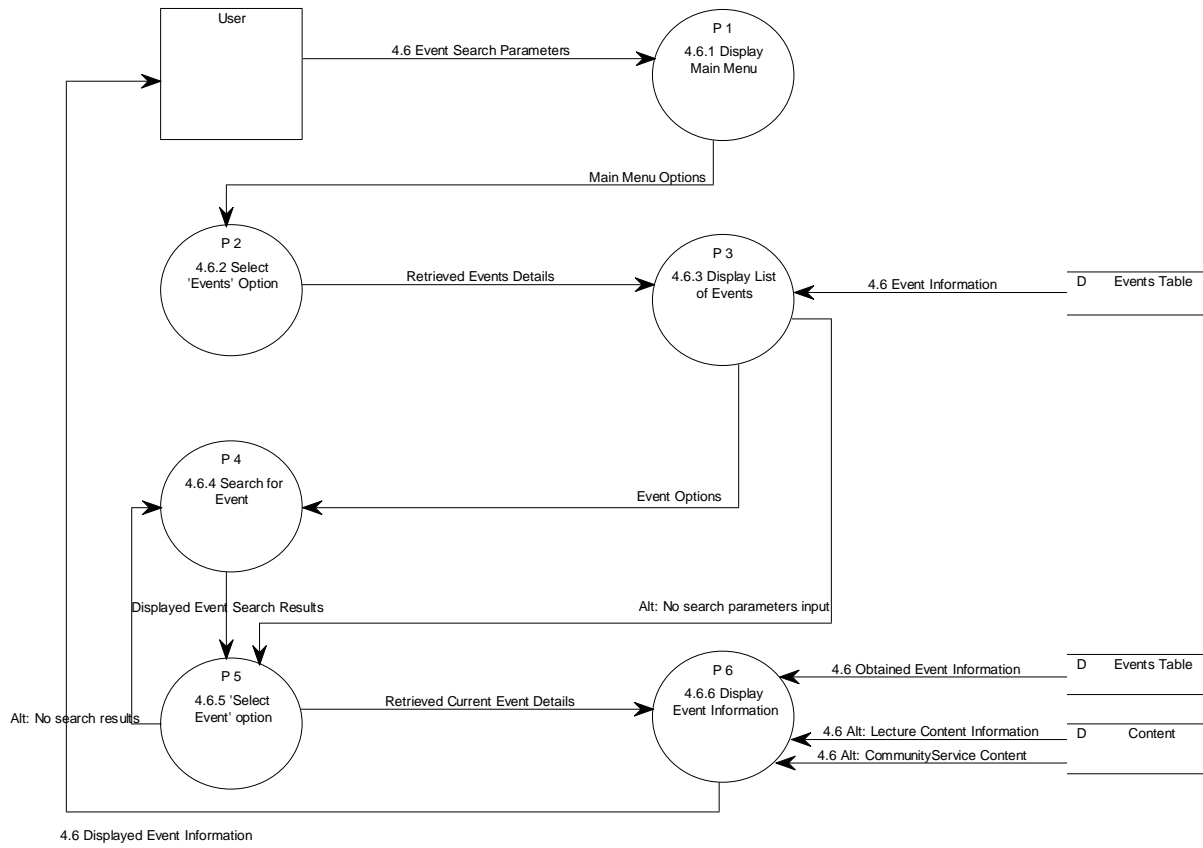 User
P 1
4.6.1 Display
Main Menu
4.6 Event Search Parameters
Main Menu Options
P 2
4.6.2 Select
'Events' Option
Retrieved Events Details
P 3
4.6.3 Display List
of Events
4.6 Event Information
D Events Table
P 4
4.6.4 Search for
Event
Event Options
Displayed Event Search Results
Alt: No search parameters input
P 5
4.6.5 'Select
Event' option
Alt: No search results
Retrieved Current Event Details
P 6
4.6.6 Display
Event Information
4.6 Obtained Event Information
D Events Table
4.6 Alt: Lecture Content Information
D Content
4.6 Alt: CommunityService Content
4.6 Displayed Event Information